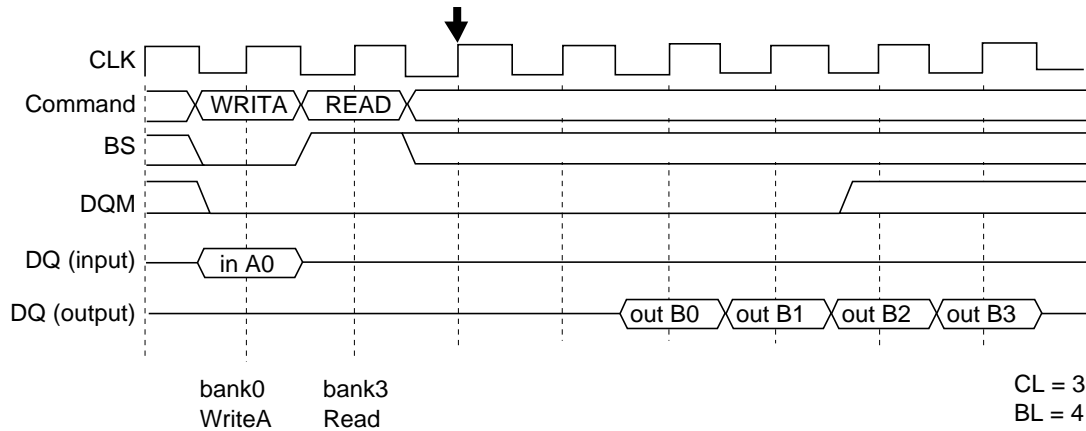 CLK
Command WRITA READ
BS
DQM
DQ (input) in A0
DQ (output) out B0 out B1 out B2 out B3
bank0 bank3 CL = 3
WriteA Read BL = 4